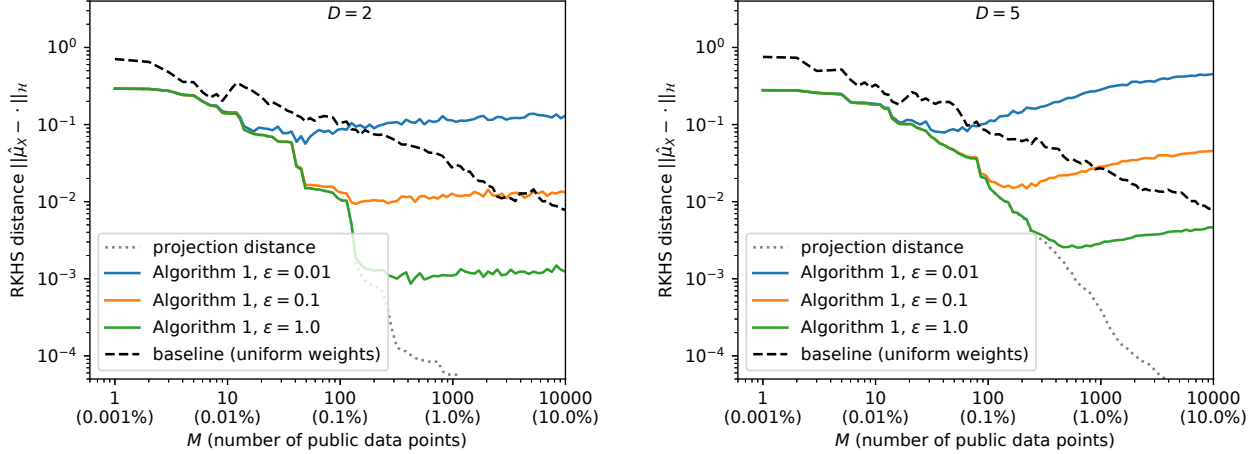 D = 2
RKHS distance ||μ̂_X − · ||_ℋ
10⁰
10⁻¹
10⁻²
10⁻³
10⁻⁴
projection distance
Algorithm 1, ε = 0.01
Algorithm 1, ε = 0.1
Algorithm 1, ε = 1.0
baseline (uniform weights)
1 10 100 1000 10000
(0.001%) (0.01%) (0.1%) (1.0%) (10.0%)
M (number of public data points)
D = 5
RKHS distance ||μ̂_X − · ||_ℋ
10⁰
10⁻¹
10⁻²
10⁻³
10⁻⁴
projection distance
Algorithm 1, ε = 0.01
Algorithm 1, ε = 0.1
Algorithm 1, ε = 1.0
baseline (uniform weights)
1 10 100 1000 10000
(0.001%) (0.01%) (0.1%) (1.0%) (10.0%)
M (number of public data points)